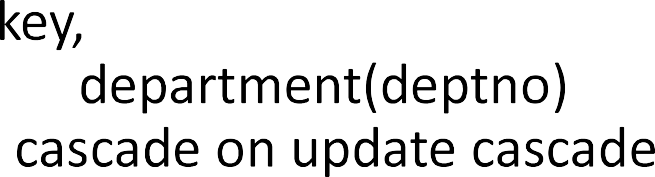 key,
department(deptno)
cascade on update cascade